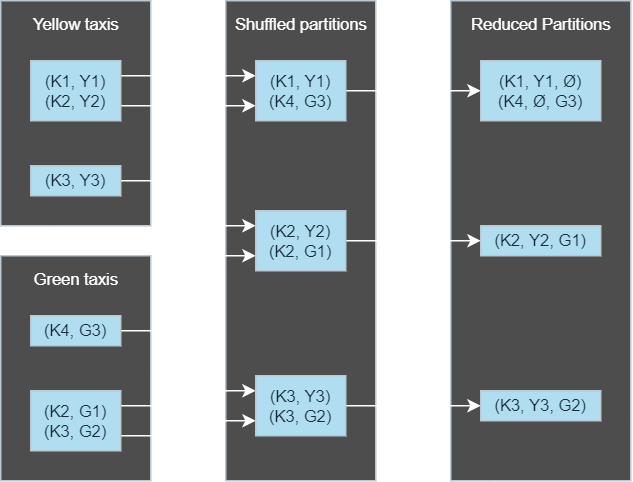 Yellow taxis
(K1, Y1)
(K2, Y2)
(K3, Y3)
Green taxis
(K4, G3)
(K2, G1)
(K3, G2)
Shuffled partitions
(K1, Y1)
(K4, G3)
(K2, Y2)
(K2, G1)
(K3, Y3)
(K3, G2)
Reduced Partitions
(K1, Y1, Ø)
(K4, Ø, G3)
(K2, Y2, G1)
(K3, Y3, G2)